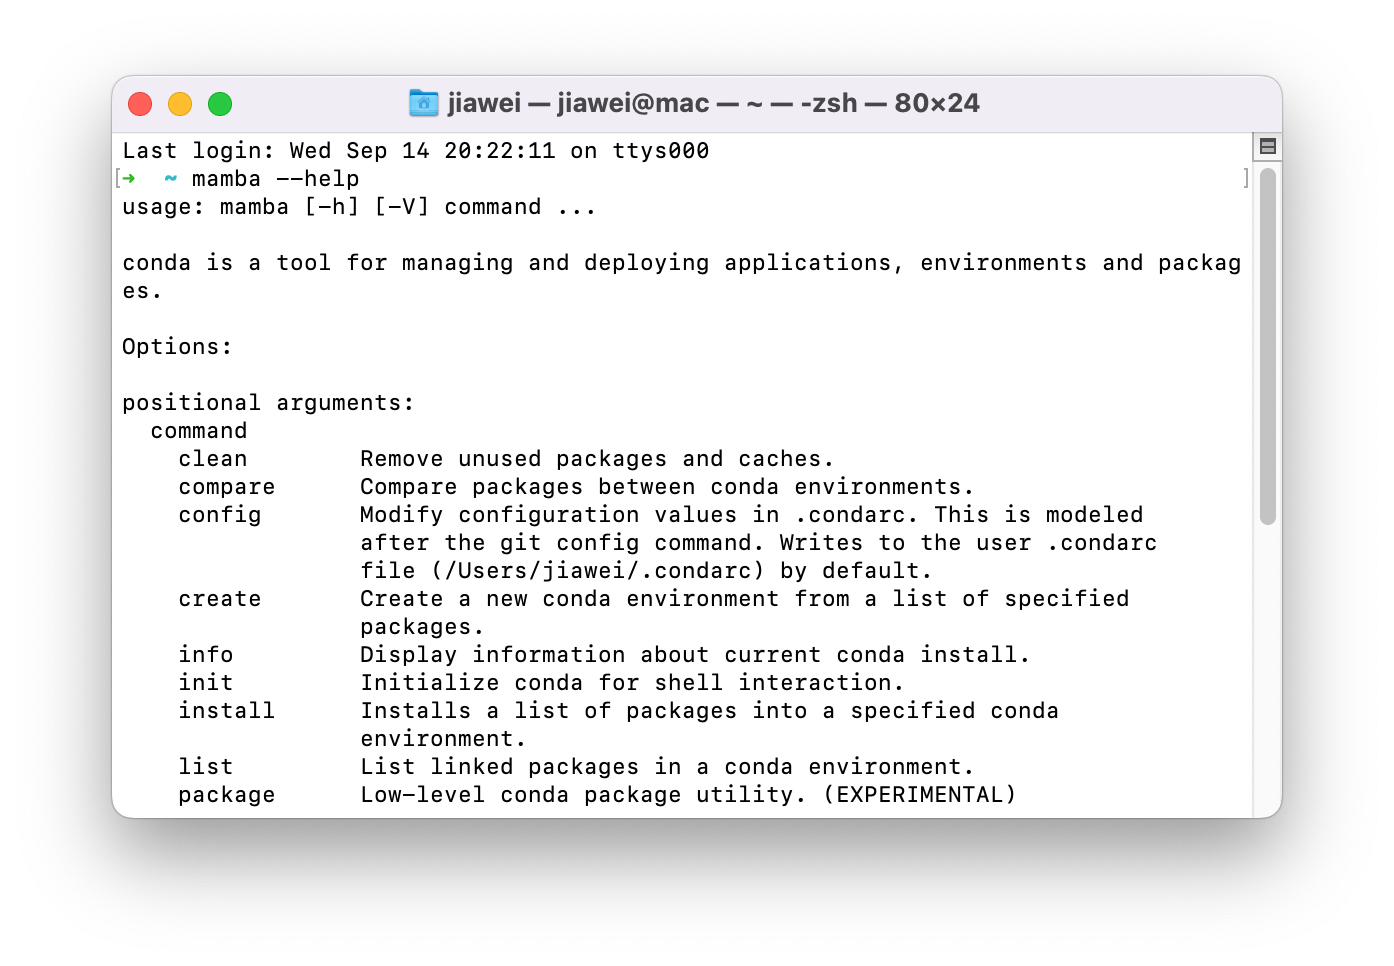 jiawei — jiawei@mac — ~ — -zsh — 80×24
Last login: Wed Sep 14 20:22:11 on ttys000
[➜  ~ mamba --help ]
usage: mamba [-h] [-V] command ...

conda is a tool for managing and deploying applications, environments and packag
es.

Options:

positional arguments:
  command
    clean        Remove unused packages and caches.
    compare      Compare packages between conda environments.
    config       Modify configuration values in .condarc. This is modeled
                 after the git config command. Writes to the user .condarc
                 file (/Users/jiawei/.condarc) by default.
    create       Create a new conda environment from a list of specified
                 packages.
    info         Display information about current conda install.
    init         Initialize conda for shell interaction.
    install      Installs a list of packages into a specified conda
                 environment.
    list         List linked packages in a conda environment.
    package      Low-level conda package utility. (EXPERIMENTAL)